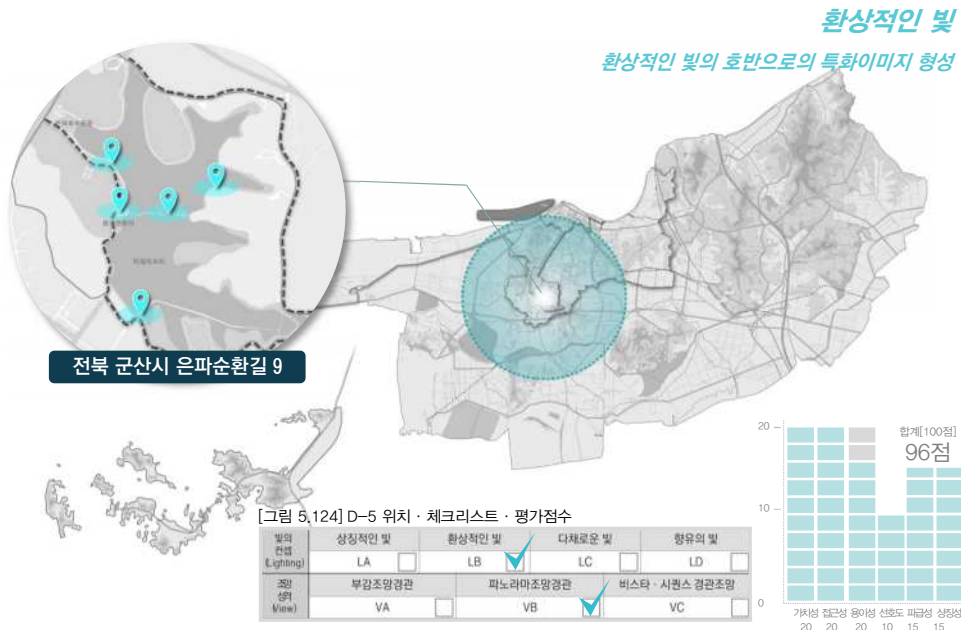 환상적인 빛
환상적인 빛의 호반으로의 특화이미지 형성
전북 군산시 은파순환길 9
[그림 5.124] D-5 위치 · 체크리스트 · 평가점수
빛의 컨셉 (Lighting) 상징적인 빛 환상적인 빛 다채로운 빛 향유의 빛
LA LB LC LD
조망 성격 (View) 부감조망경관 파노라마조망경관 비스타 · 시퀀스 경관조망
VA VB VC
합계[100점]
96점
20
10
0
가치성 접근성 용이성 선호도 파급성 상징성
20 20 20 10 15 15